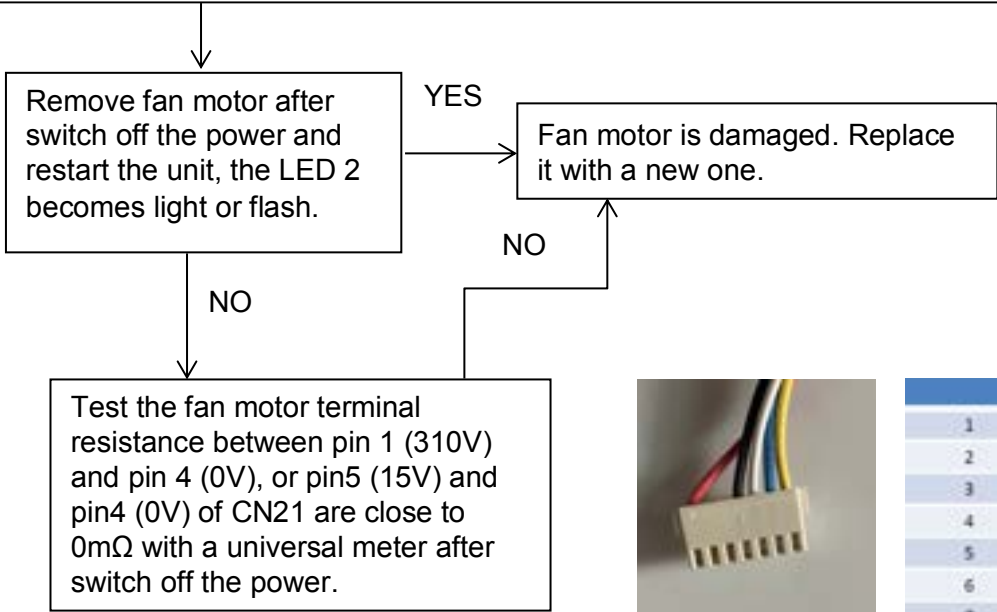 Remove fan motor after
switch off the power and
restart the unit, the LED 2
becomes light or flash.
YES
Fan motor is damaged. Replace
it with a new one.
NO
NO
Test the fan motor terminal
resistance between pin 1 (310V)
and pin 4 (0V), or pin5 (15V) and
pin4 (0V) of CN21 are close to
0mΩ with a universal meter after
switch off the power.
1
2
3
4
5
6